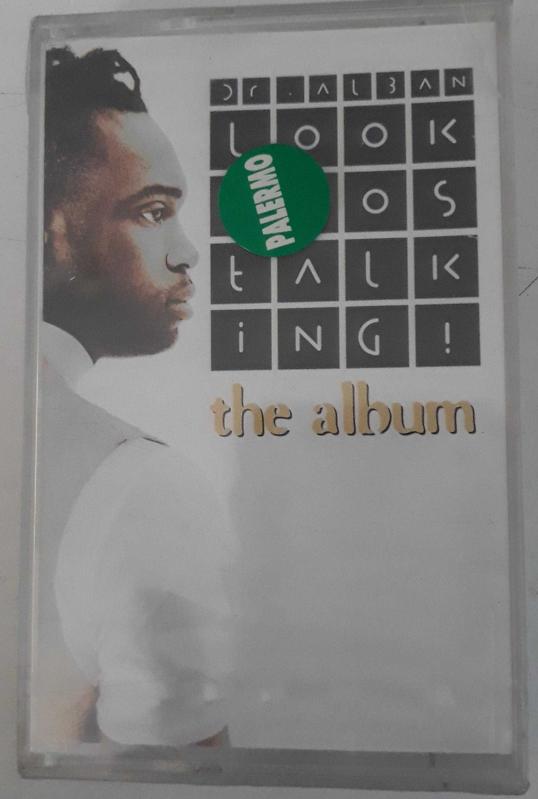 Dr. ALBAN
LOOK
OS
tALK
iNG!
PALERMO
the album